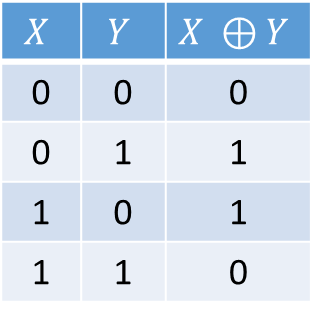 X Y X ⊕ Y
0 0 0
0 1 1
1 0 1
1 1 0